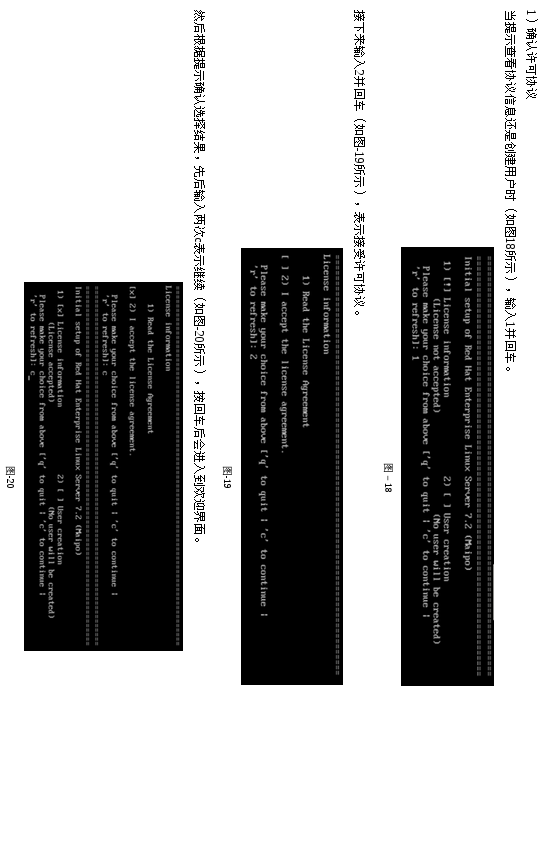 1）确认许可协议
当提示查看协议信息还是创建用户时（如图18所示），输入1并回车。
================================================================================
Initial setup of Red Hat Enterprise Linux Server 7.2 (Maipo)
1) [!] License information 2) [ ] User creation
(License not accepted) (No user will be created)
Please make your choice from above ['q' to quit | 'c' to continue |
'r' to refresh]: 1
图－18
接下来输入2并回车（如图-19所示），表示接受许可协议。
================================================================================
License information
1) Read the License Agreement
[ ] 2) I accept the license agreement.
Please make your choice from above ['q' to quit | 'c' to continue |
'r' to refresh]: 2
图-19
然后根据提示确认选择结果，先后输入两次c表示继续（如图-20所示），按回车后会进入到欢迎界面。
================================================================================
License information
1) Read the License Agreement
[x] 2) I accept the license agreement.
Please make your choice from above ['q' to quit | 'c' to continue |
'r' to refresh]: c
================================================================================
Initial setup of Red Hat Enterprise Linux Server 7.2 (Maipo)
1) [x] License information 2) [ ] User creation
(License accepted) (No user will be created)
Please make your choice from above ['q' to quit | 'c' to continue |
'r' to refresh]: c_
图-20